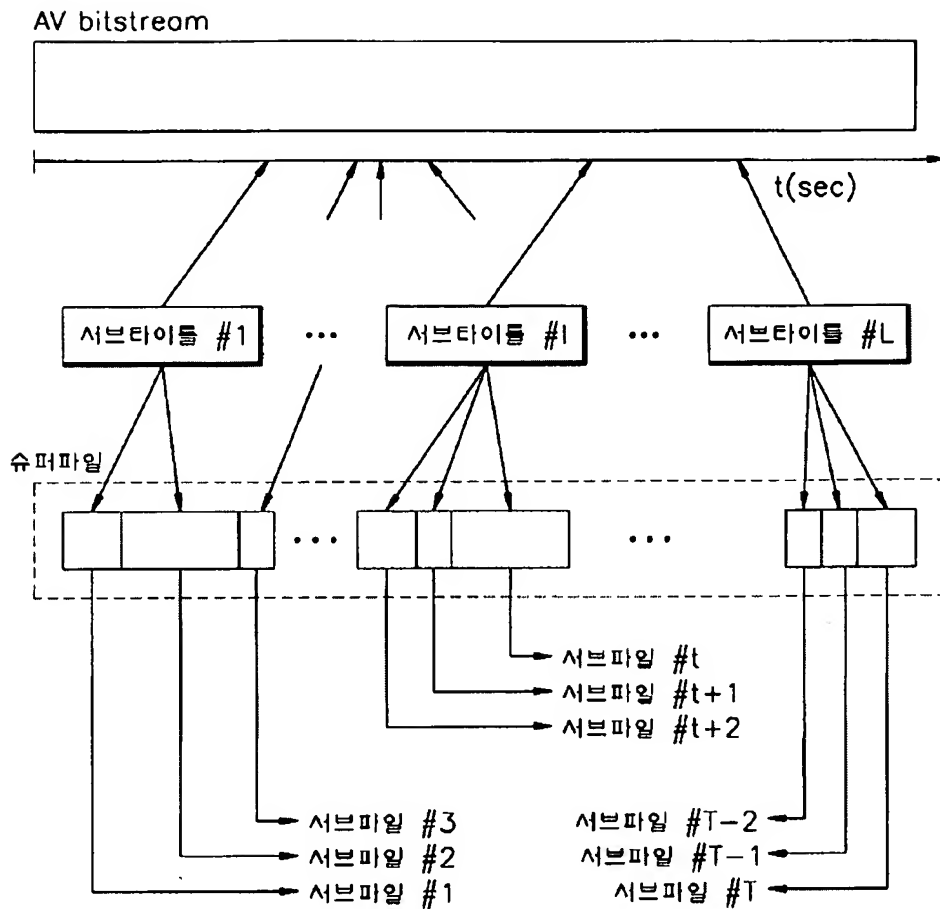 AV bitstream
t(sec)
서브타이틀 #1 ... 서브타이틀 #I ... 서브타이틀 #L
슈퍼파일
... ...
서브파일 #t
서브파일 #t+1
서브파일 #t+2
서브파일 #3
서브파일 #2
서브파일 #1
서브파일 #T-2
서브파일 #T-1
서브파일 #T